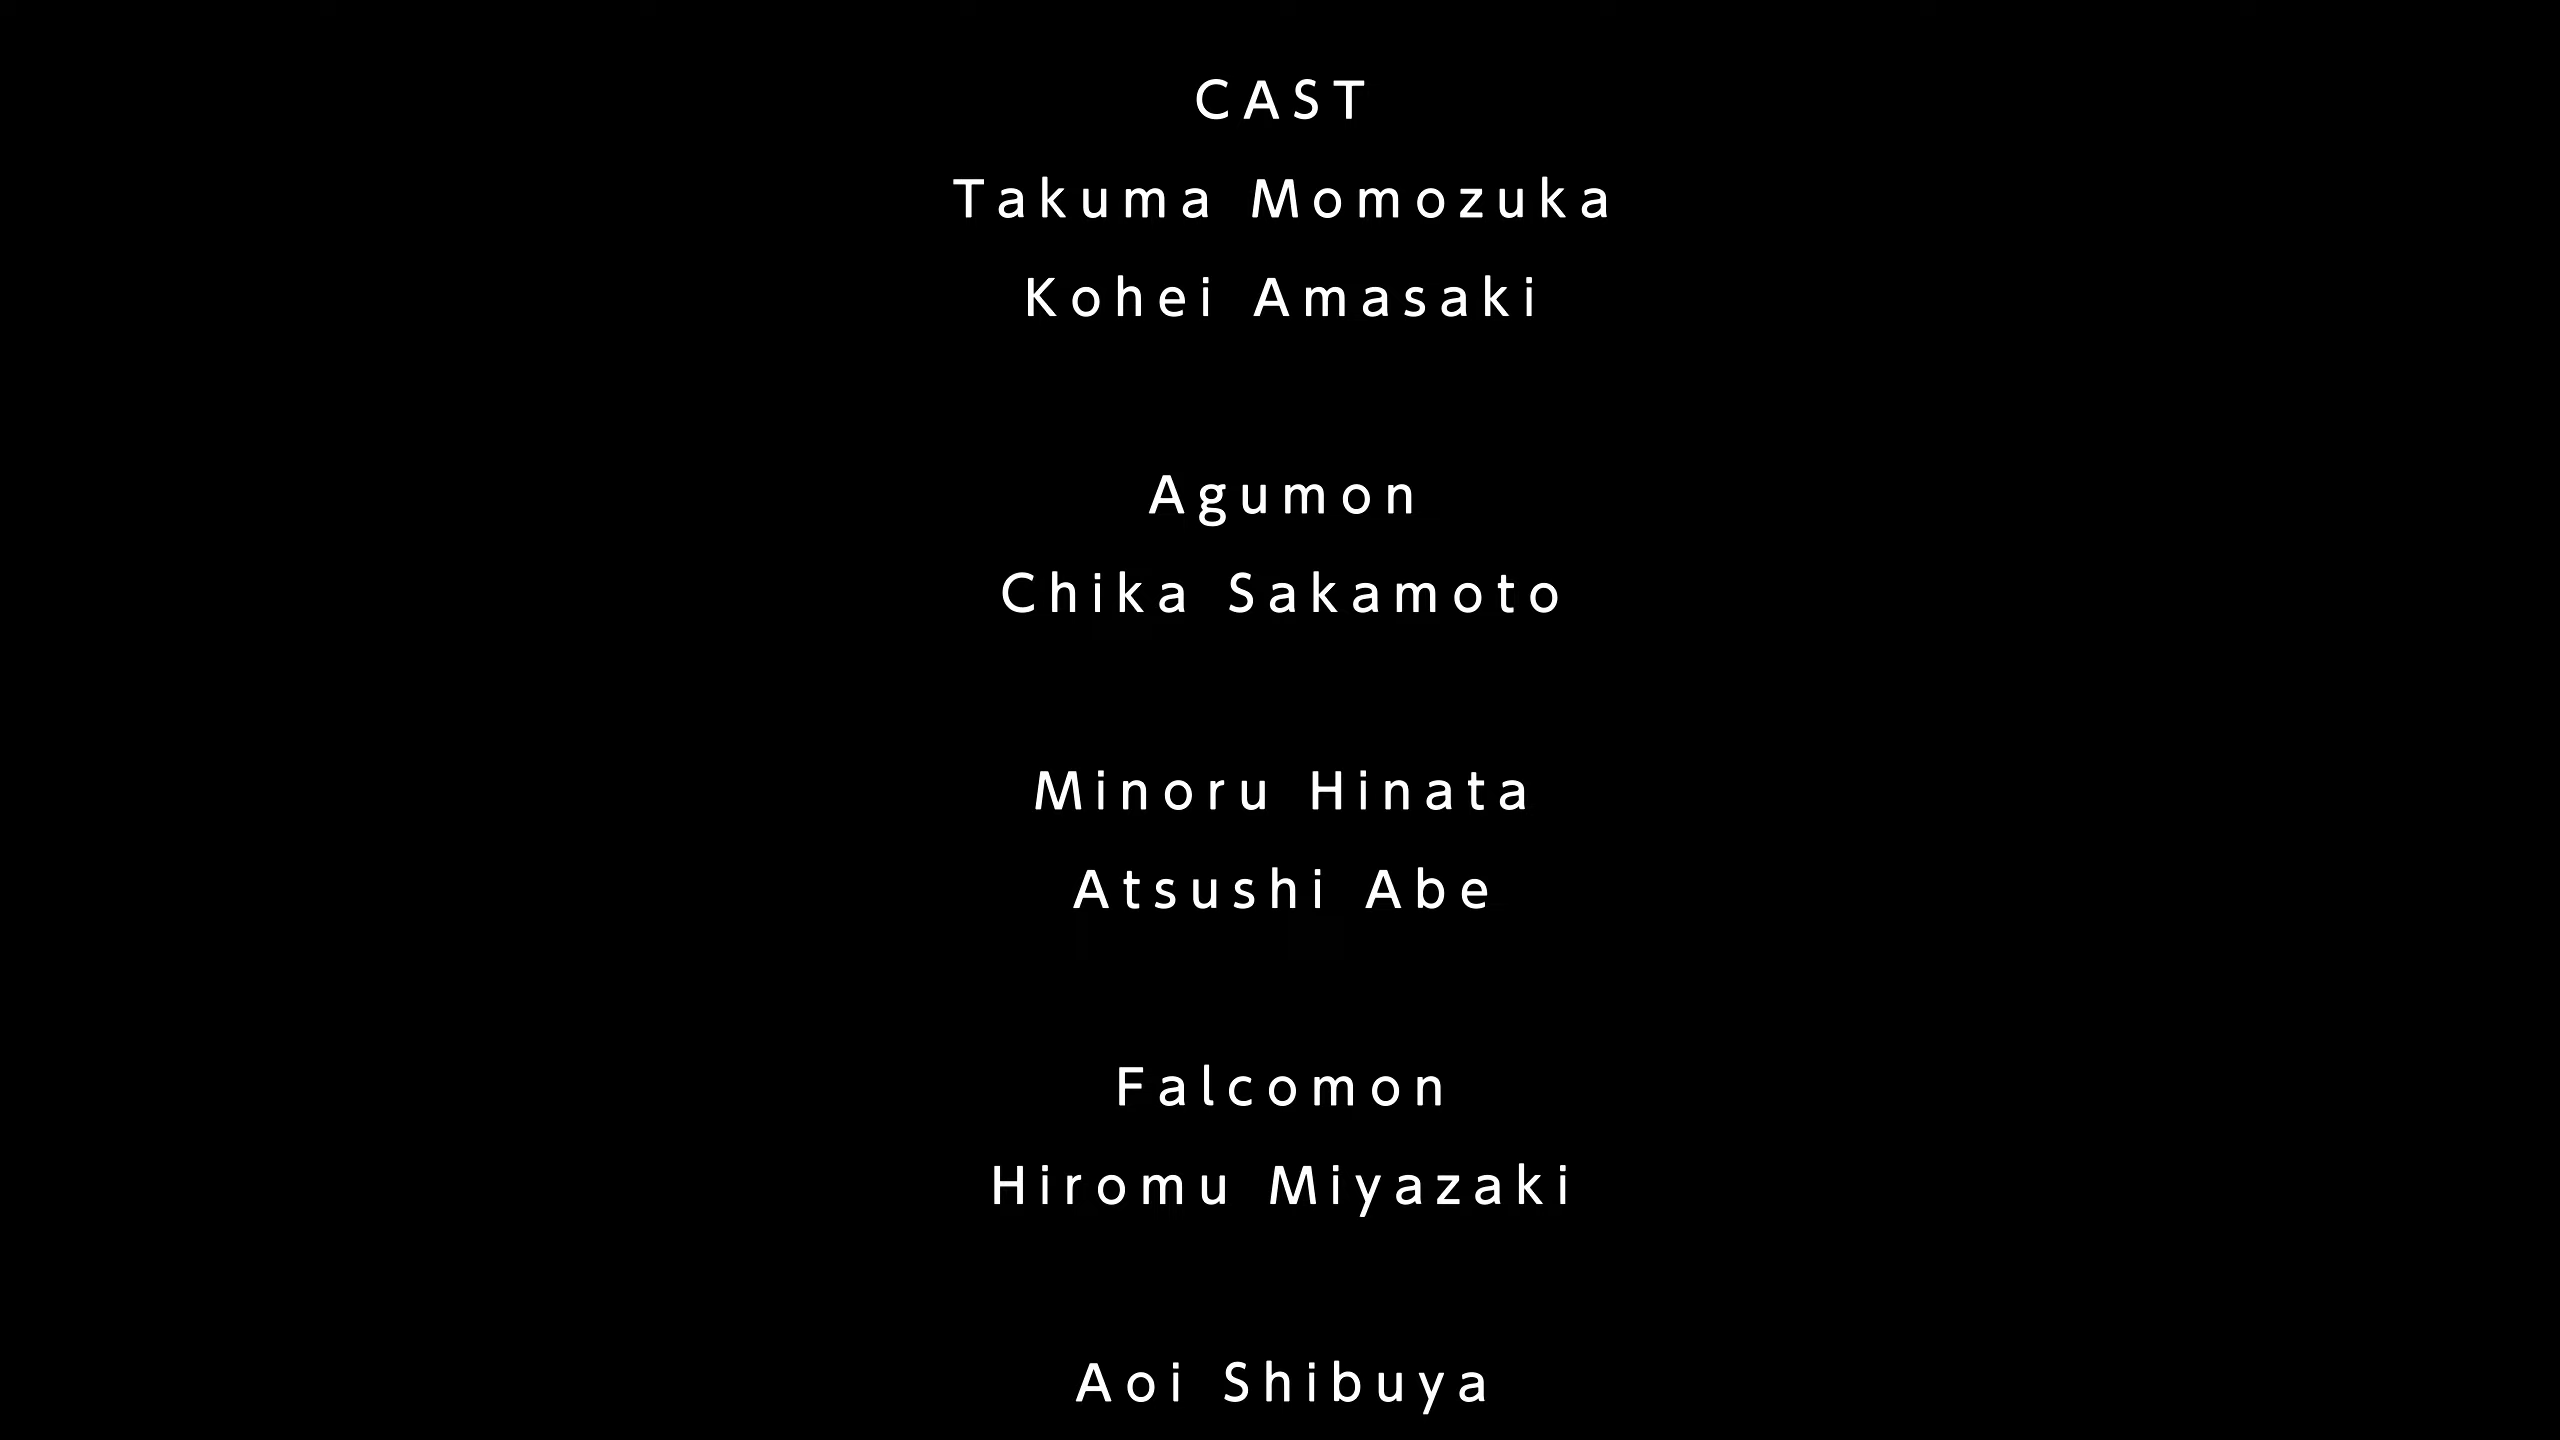 CAST
Takuma Momozuka
Kohei Amasaki
Agumon
Chika Sakamoto
Minoru Hinata
Atsushi Abe
Falcomon
Hiromu Miyazaki
Aoi Shibuya